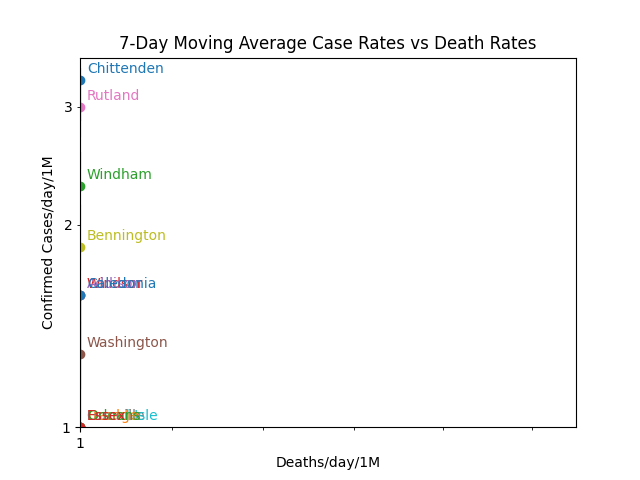 7-Day Moving Average Case Rates vs Death Rates
Chittenden
Rutland
3
Windham
2
Bennington
Washington
1
1
Deaths/day/1M
Confirmed Cases/day/1M